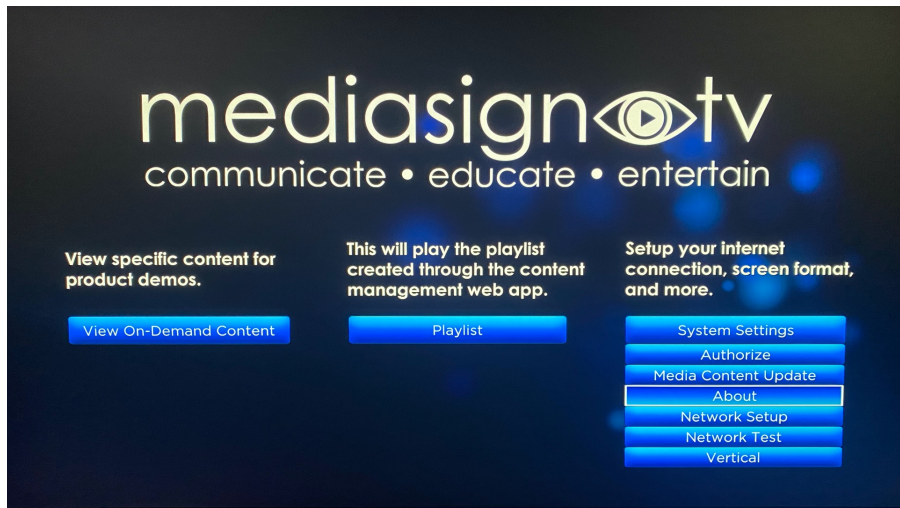 mediasign tv
communicate • educate • entertain
View specific content for
product demos.
View On-Demand Content
This will play the playlist
created through the content
management web app.
Playlist
Setup your internet
connection, screen format,
and more.
System Settings
Authorize
Media Content Update
About
Network Setup
Network Test
Vertical